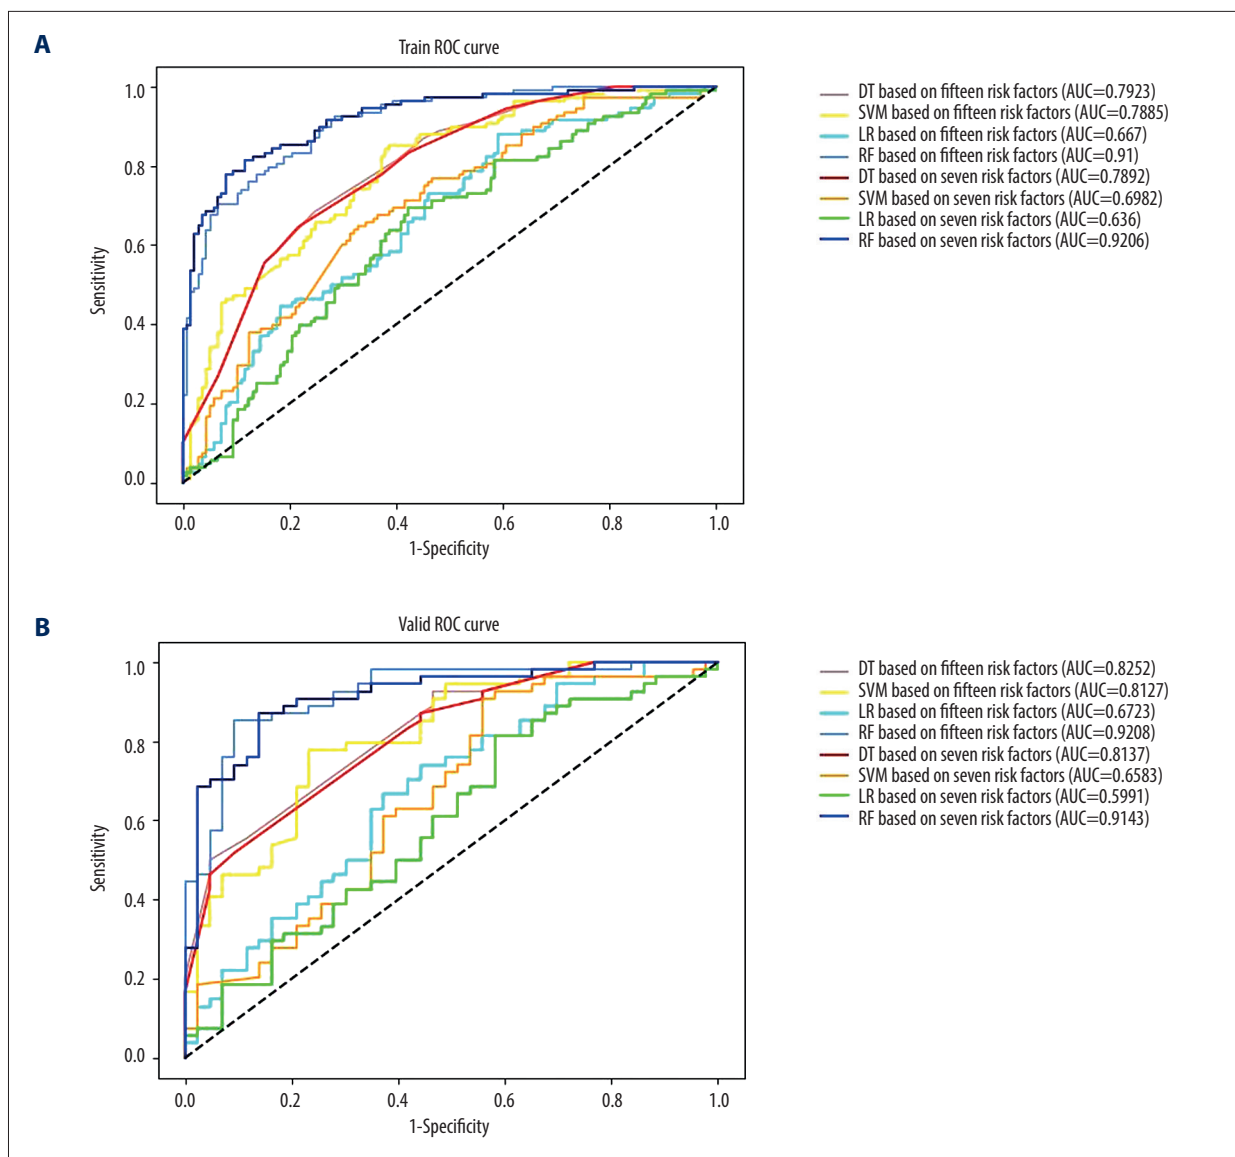 A
Train ROC curve
1.0
0.8
0.6
0.4
0.2
0.0
Sensitivity
0.0 0.2 0.4 0.6 0.8 1.0
1-Specificity
DT based on fifteen risk factors (AUC=0.7923)
SVM based on fifteen risk factors (AUC=0.7885)
LR based on fifteen risk factors (AUC=0.667)
RF based on fifteen risk factors (AUC=0.91)
DT based on seven risk factors (AUC=0.7892)
SVM based on seven risk factors (AUC=0.6982)
LR based on seven risk factors (AUC=0.636)
RF based on seven risk factors (AUC=0.9206)
B
Valid ROC curve
1.0
0.8
0.6
0.4
0.2
0.0
Sensitivity
0.0 0.2 0.4 0.6 0.8 1.0
1-Specificity
DT based on fifteen risk factors (AUC=0.8252)
SVM based on fifteen risk factors (AUC=0.8127)
LR based on fifteen risk factors (AUC=0.6723)
RF based on fifteen risk factors (AUC=0.9208)
DT based on seven risk factors (AUC=0.8137)
SVM based on seven risk factors (AUC=0.6583)
LR based on seven risk factors (AUC=0.5991)
RF based on seven risk factors (AUC=0.9143)